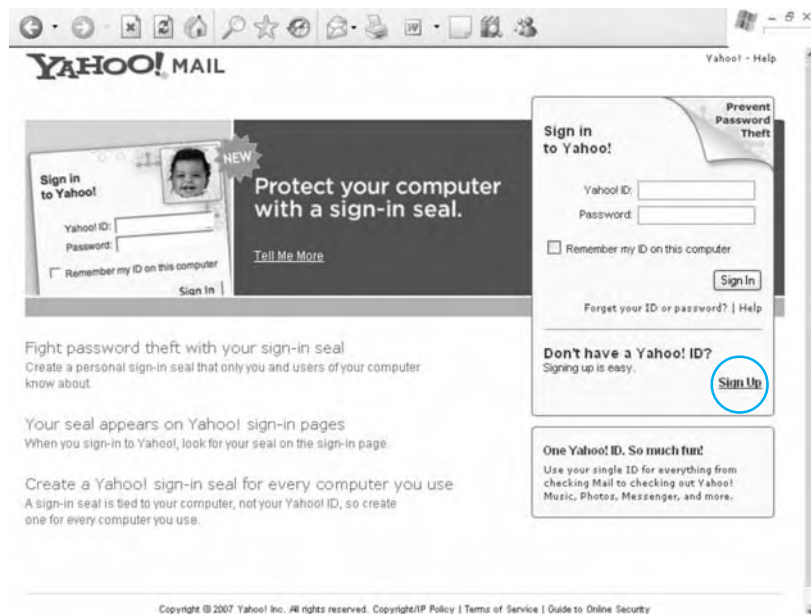 YAHOO! MAIL
Yahoo! - Help
Sign in
to Yahoo!
NEW
Yahoo! ID:
Password:
Remember my ID on this computer
Sign In
Protect your computer
with a sign-in seal.
Tell Me More
Prevent
Password
Theft
Sign in
to Yahoo!
Yahoo! ID:
Password:
Remember my ID on this computer
Sign In
Forget your ID or password? | Help
Don't have a Yahoo! ID?
Signing up is easy.
Sign Up
Fight password theft with your sign-in seal
Create a personal sign-in seal that only you and users of your computer
know about.
Your seal appears on Yahoo! sign-in pages
When you sign-in to Yahoo!, look for your seal on the sign-in page.
Create a Yahoo! sign-in seal for every computer you use
A sign-in seal is tied to your computer, not your Yahoo! ID, so create
one for every computer you use.
One Yahoo! ID. So much fun!
Use your single ID for everything from
checking Mail to checking out Yahoo!
Music, Photos, Messenger, and more.
Copyright © 2007 Yahoo! Inc. All rights reserved. Copyright/IP Policy | Terms of Service | Guide to Online Security